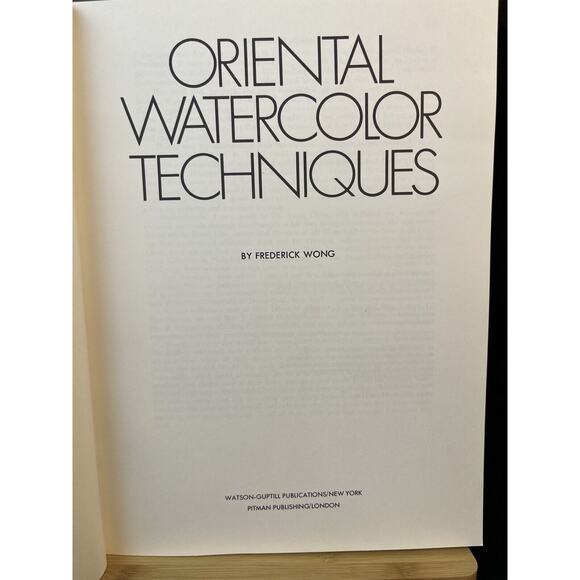 ORIENTAL
WATERCOLOR
TECHNIQUES
BY FREDERICK WONG
WATSON-GUPTILL PUBLICATIONS/NEW YORK
PITMAN PUBLISHING/LONDON